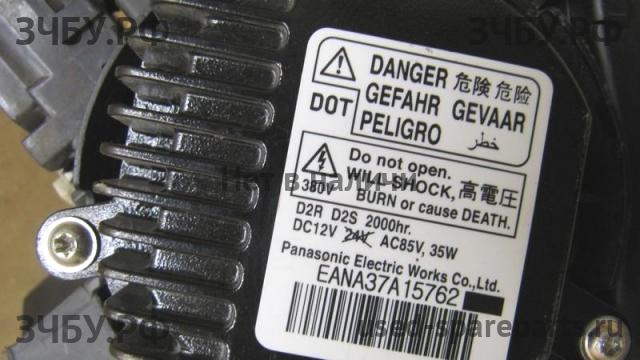 ЗЧБУ.РФ
ЗЧБУ.РФ
DANGER 危険 危险
DOT GEFAHR GEVAAR
PELIGRO خطر
Do not open.
380V WILL SHOCK, 高電圧
BURN or cause DEATH.
Нет в наличии
D2R D2S 2000hr.
DC12V 24V AC85V, 35W
Panasonic Electric Works Co., Ltd.
EANA37A15762
ЗЧБУ.РФ
used-spareparts.ru